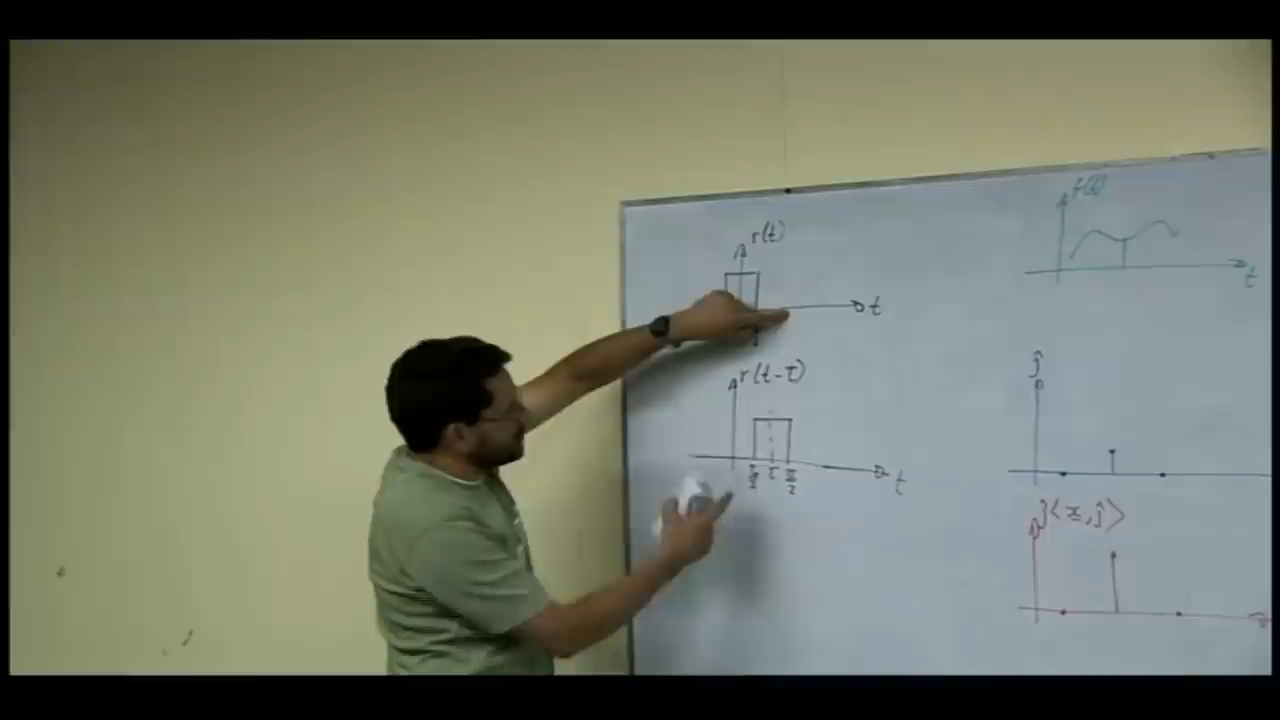 r(t)
t
r(t-τ)
τ
t
f(t)
t
ĵ
ĵ⟨x, ĵ⟩